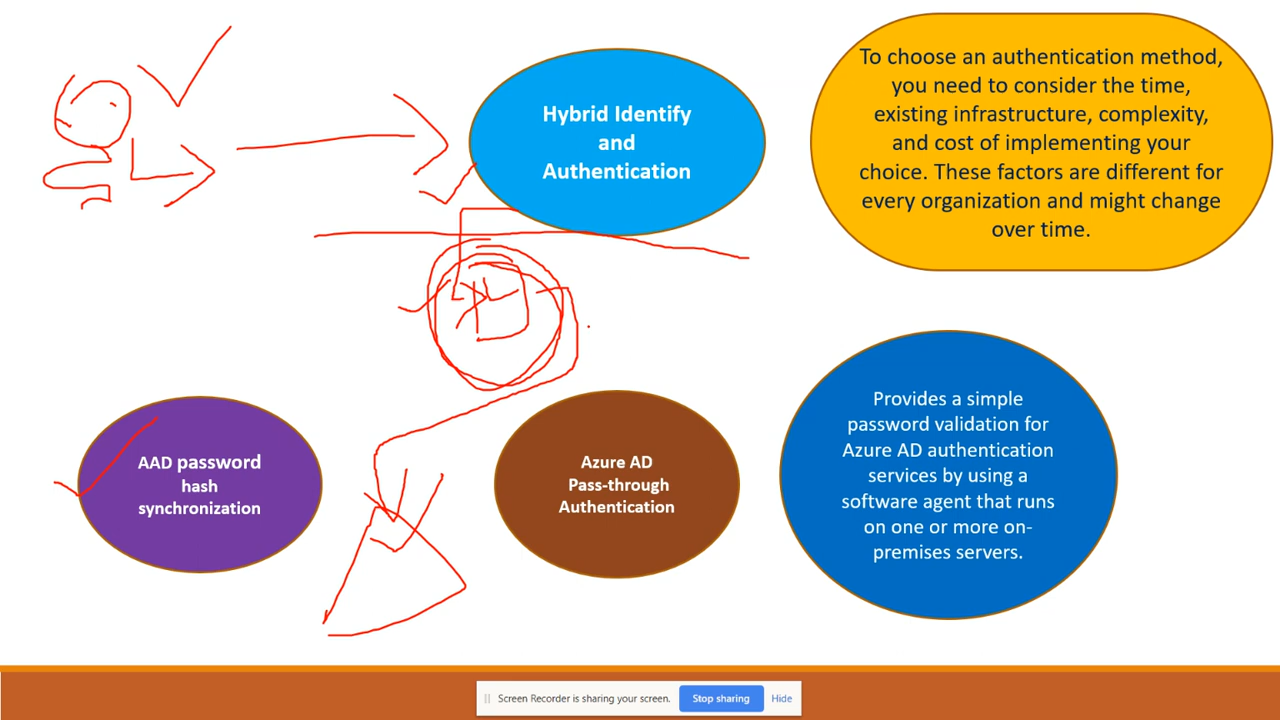 Hybrid Identify
and
Authentication
To choose an authentication method,
you need to consider the time,
existing infrastructure, complexity,
and cost of implementing your
choice. These factors are different for
every organization and might change
over time.
AAD password
hash
synchronization
Azure AD
Pass-through
Authentication
Provides a simple
password validation for
Azure AD authentication
services by using a
software agent that runs
on one or more on-
premises servers.
Screen Recorder is sharing your screen.
Stop sharing
Hide